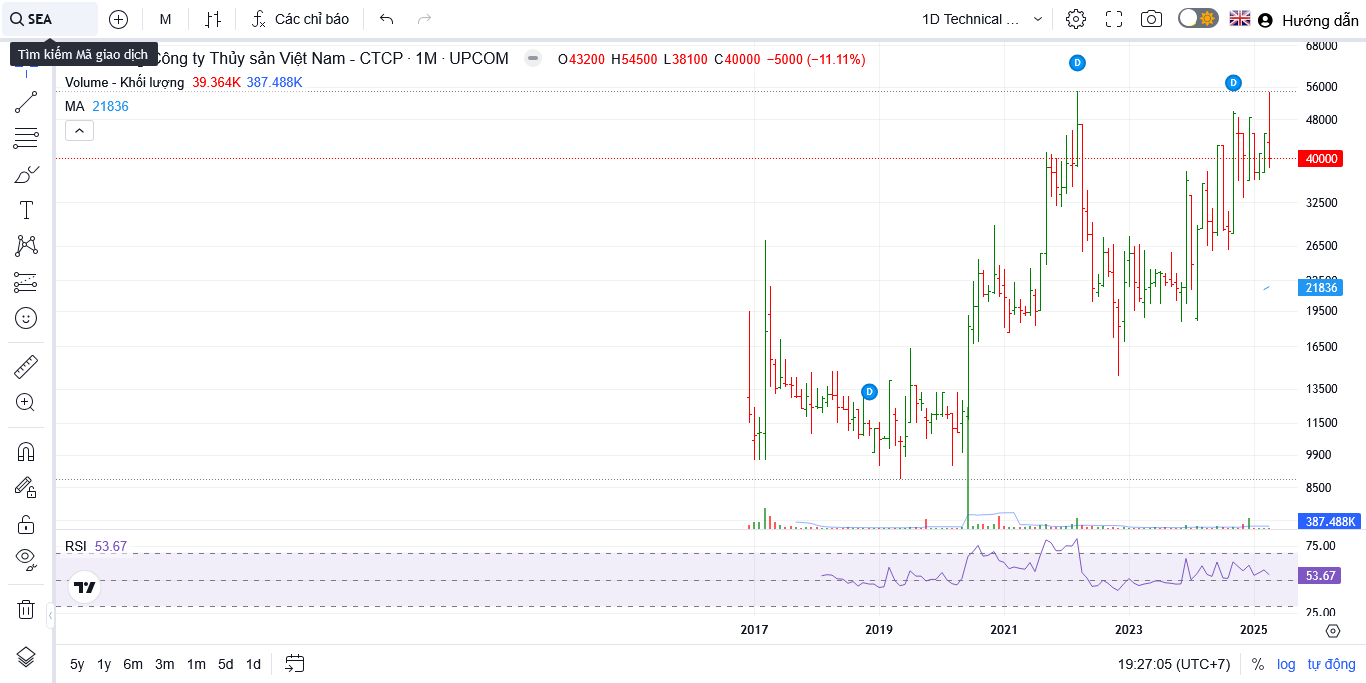 SEA
M
Các chỉ báo
1D Technical ...
Hướng dẫn
Tìm kiếm Mã giao dịch
Công ty Thủy sản Việt Nam - CTCP · 1M · UPCOM
O43200 H54500 L38100 C40000 −5000 (−11.11%)
Volume - Khối lượng 39.364K 387.488K
MA 21836
68000
56000
48000
40000
32500
26500
21836
19500
16500
13500
11500
9900
8500
387.488K
D
D
D
T
RSI 53.67
75.00
53.67
25.00
2017
2019
2021
2023
2025
5y 1y 6m 3m 1m 5d 1d
19:27:05 (UTC+7)
%
log
tự động